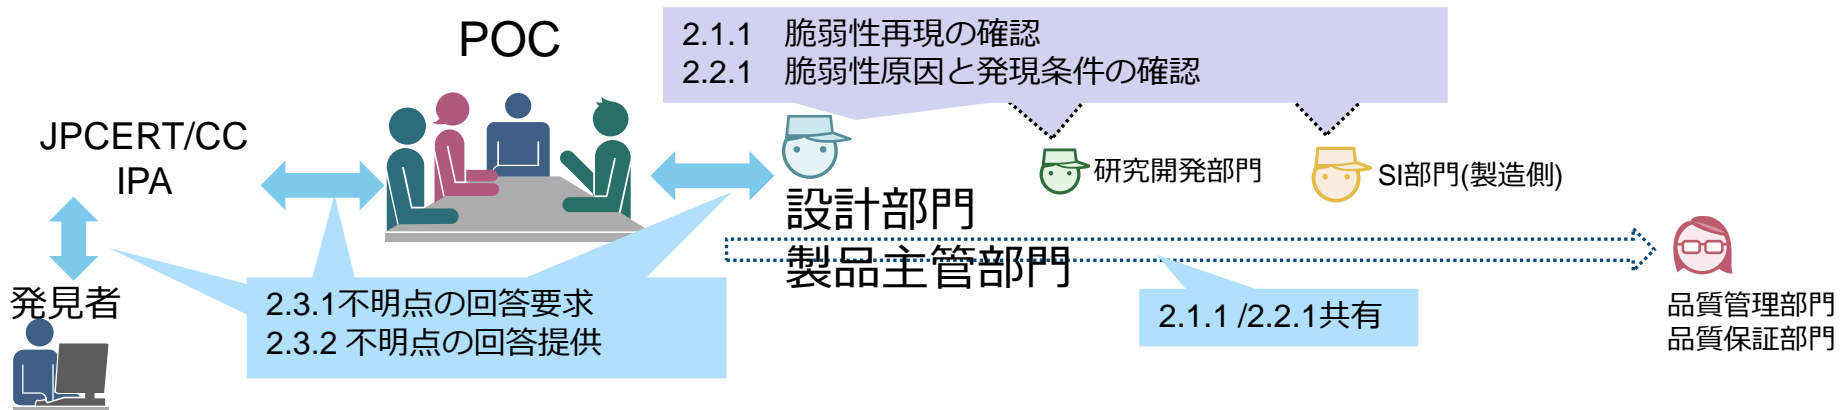 POC
2.1.1 脆弱性再現の確認
2.2.1 脆弱性原因と発現条件の確認
JPCERT/CC
IPA
研究開発部門
SI部門(製造側)
設計部門
製品主管部門
発見者
2.3.1不明点の回答要求
2.3.2 不明点の回答提供
2.1.1 /2.2.1共有
品質管理部門
品質保証部門